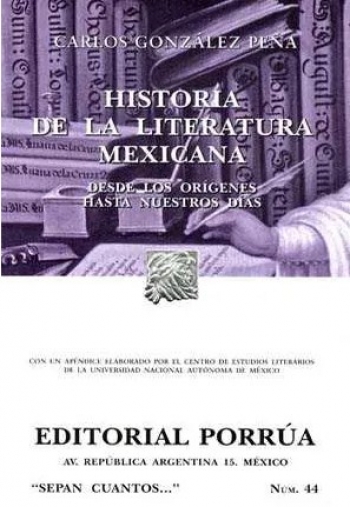 CARLOS GONZÁLEZ PEÑA
HISTORIA
DE LA LITERATURA
MEXICANA
DESDE LOS ORÍGENES
HASTA NUESTROS DÍAS
CON UN APÉNDICE ELABORADO POR EL CENTRO DE ESTUDIOS LITERARIOS
DE LA UNIVERSIDAD NACIONAL AUTÓNOMA DE MÉXICO
EDITORIAL PORRÚA
AV. REPÚBLICA ARGENTINA 15. MÉXICO
"SEPAN CUANTOS..." NÚM. 44